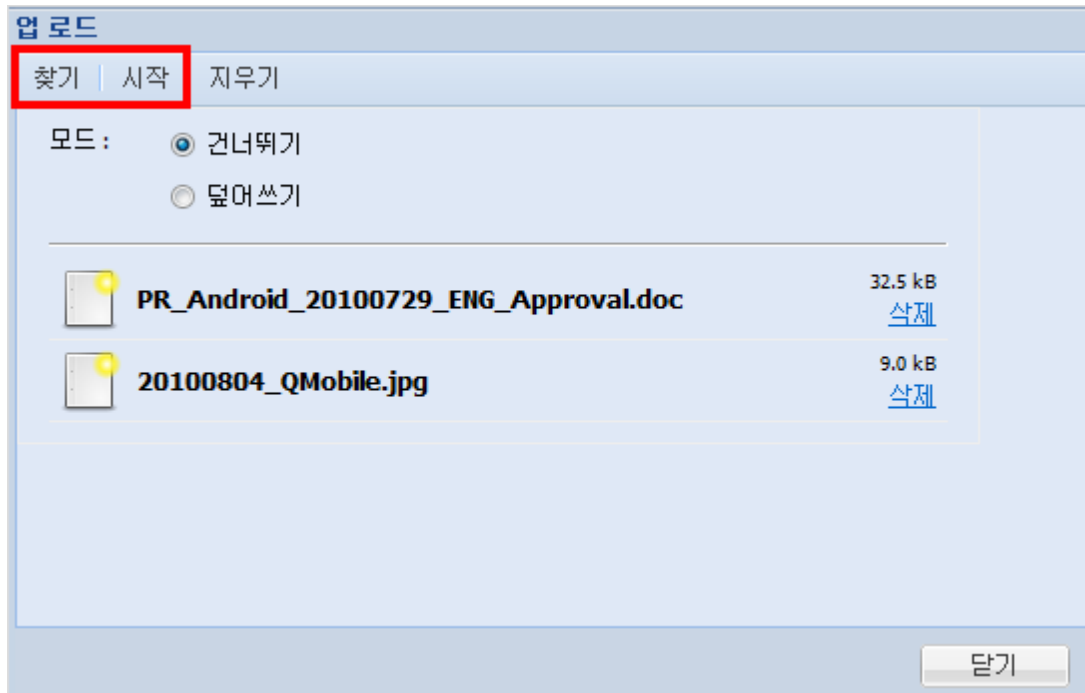 업 로드
찾기 시작 지우기
모드 : 건너뛰기
덮어쓰기
PR_Android_20100729_ENG_Approval.doc 32.5 kB
삭제
20100804_QMobile.jpg 9.0 kB
삭제
닫기